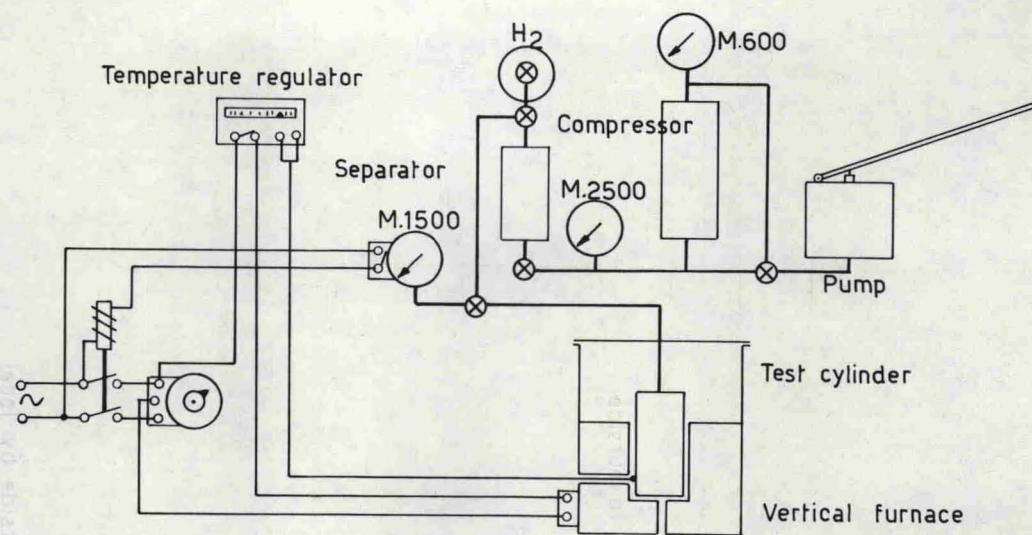 H2
M.600
Temperature regulator
Compressor
Separator
M.1500
M.2500
Pump
~
Test cylinder
Vertical furnace